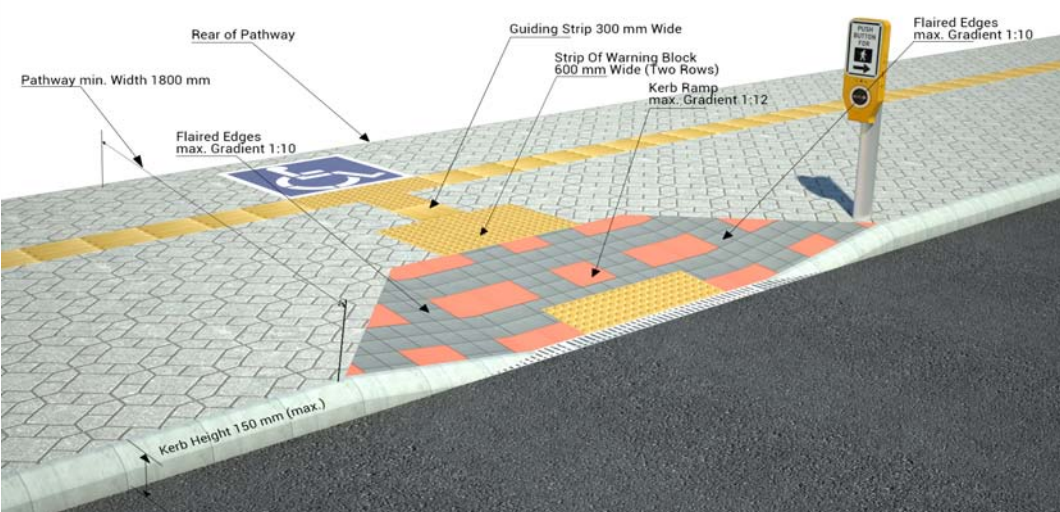 Rear of Pathway
Guiding Strip 300 mm Wide
Flaired Edges
max. Gradient 1:10
PUSH
BUTTON
FOR
Strip Of Warning Block
600 mm Wide (Two Rows)
Pathway min. Width 1800 mm
Kerb Ramp
max. Gradient 1:12
Flaired Edges
max. Gradient 1:10
Kerb Height 150 mm (max.)